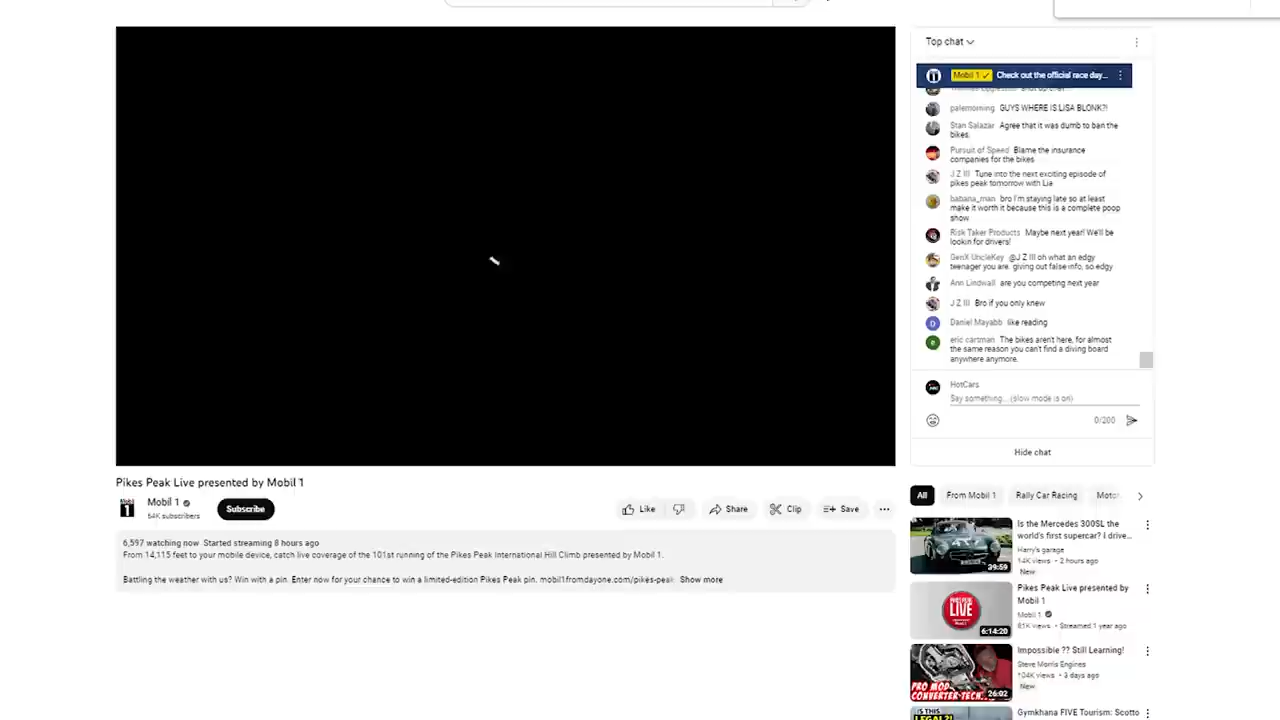 Top chat
Mobil 1 ✓ Check out the official race day...
palemorning GUYS WHERE IS LISA BLONK?!
Stan Salazar Agree that it was dumb to ban the
bikes.
Pursuit of Speed Blame the insurance
companies for the bikes
J Z III Tune into the next exciting episode of
pikes peak tomorrow with Lia
babana_man bro I'm staying late so at least
make it worth it because this is a complete poop
show
Risk Taker Products Maybe next year! We'll be
lookin for drivers!
GenX UncleKey @J Z III oh what an edgy
teenager you are. giving out false info, so edgy
Ann Lindwall are you competing next year
J Z III Bro if you only knew
Daniel Mayabb like reading
eric cartman The bikes aren't here, for almost
the same reason you can't find a diving board
anywhere anymore.
HotCars
Say something... (slow mode is on)
0/200
Hide chat
Pikes Peak Live presented by Mobil 1
Mobil 1
64K subscribers
Subscribe
Like
Share
Clip
Save
6,597 watching now Started streaming 8 hours ago
From 14,115 feet to your mobile device, catch live coverage of the 101st running of the Pikes Peak International Hill Climb presented by Mobil 1.
Battling the weather with us? Win with a pin. Enter now for your chance to win a limited-edition Pikes Peak pin. mobil1fromdayone.com/pikes-peak Show more
All
From Mobil 1
Rally Car Racing
Motor
Is the Mercedes 300SL the
world's first supercar? I drive...
Harry's garage
14K views • 2 hours ago
New
39:59
Pikes Peak Live presented by
Mobil 1
Mobil 1
81K views • Streamed 1 year ago
PIKES PEAK
LIVE
6:14:20
Impossible ?? Still Learning!
Steve Morris Engines
104K views • 3 days ago
New
PRO MOD
CONVERTER TECH
26:02
Gymkhana FIVE Tourism: Scotto
IS THIS
LEGAL?!